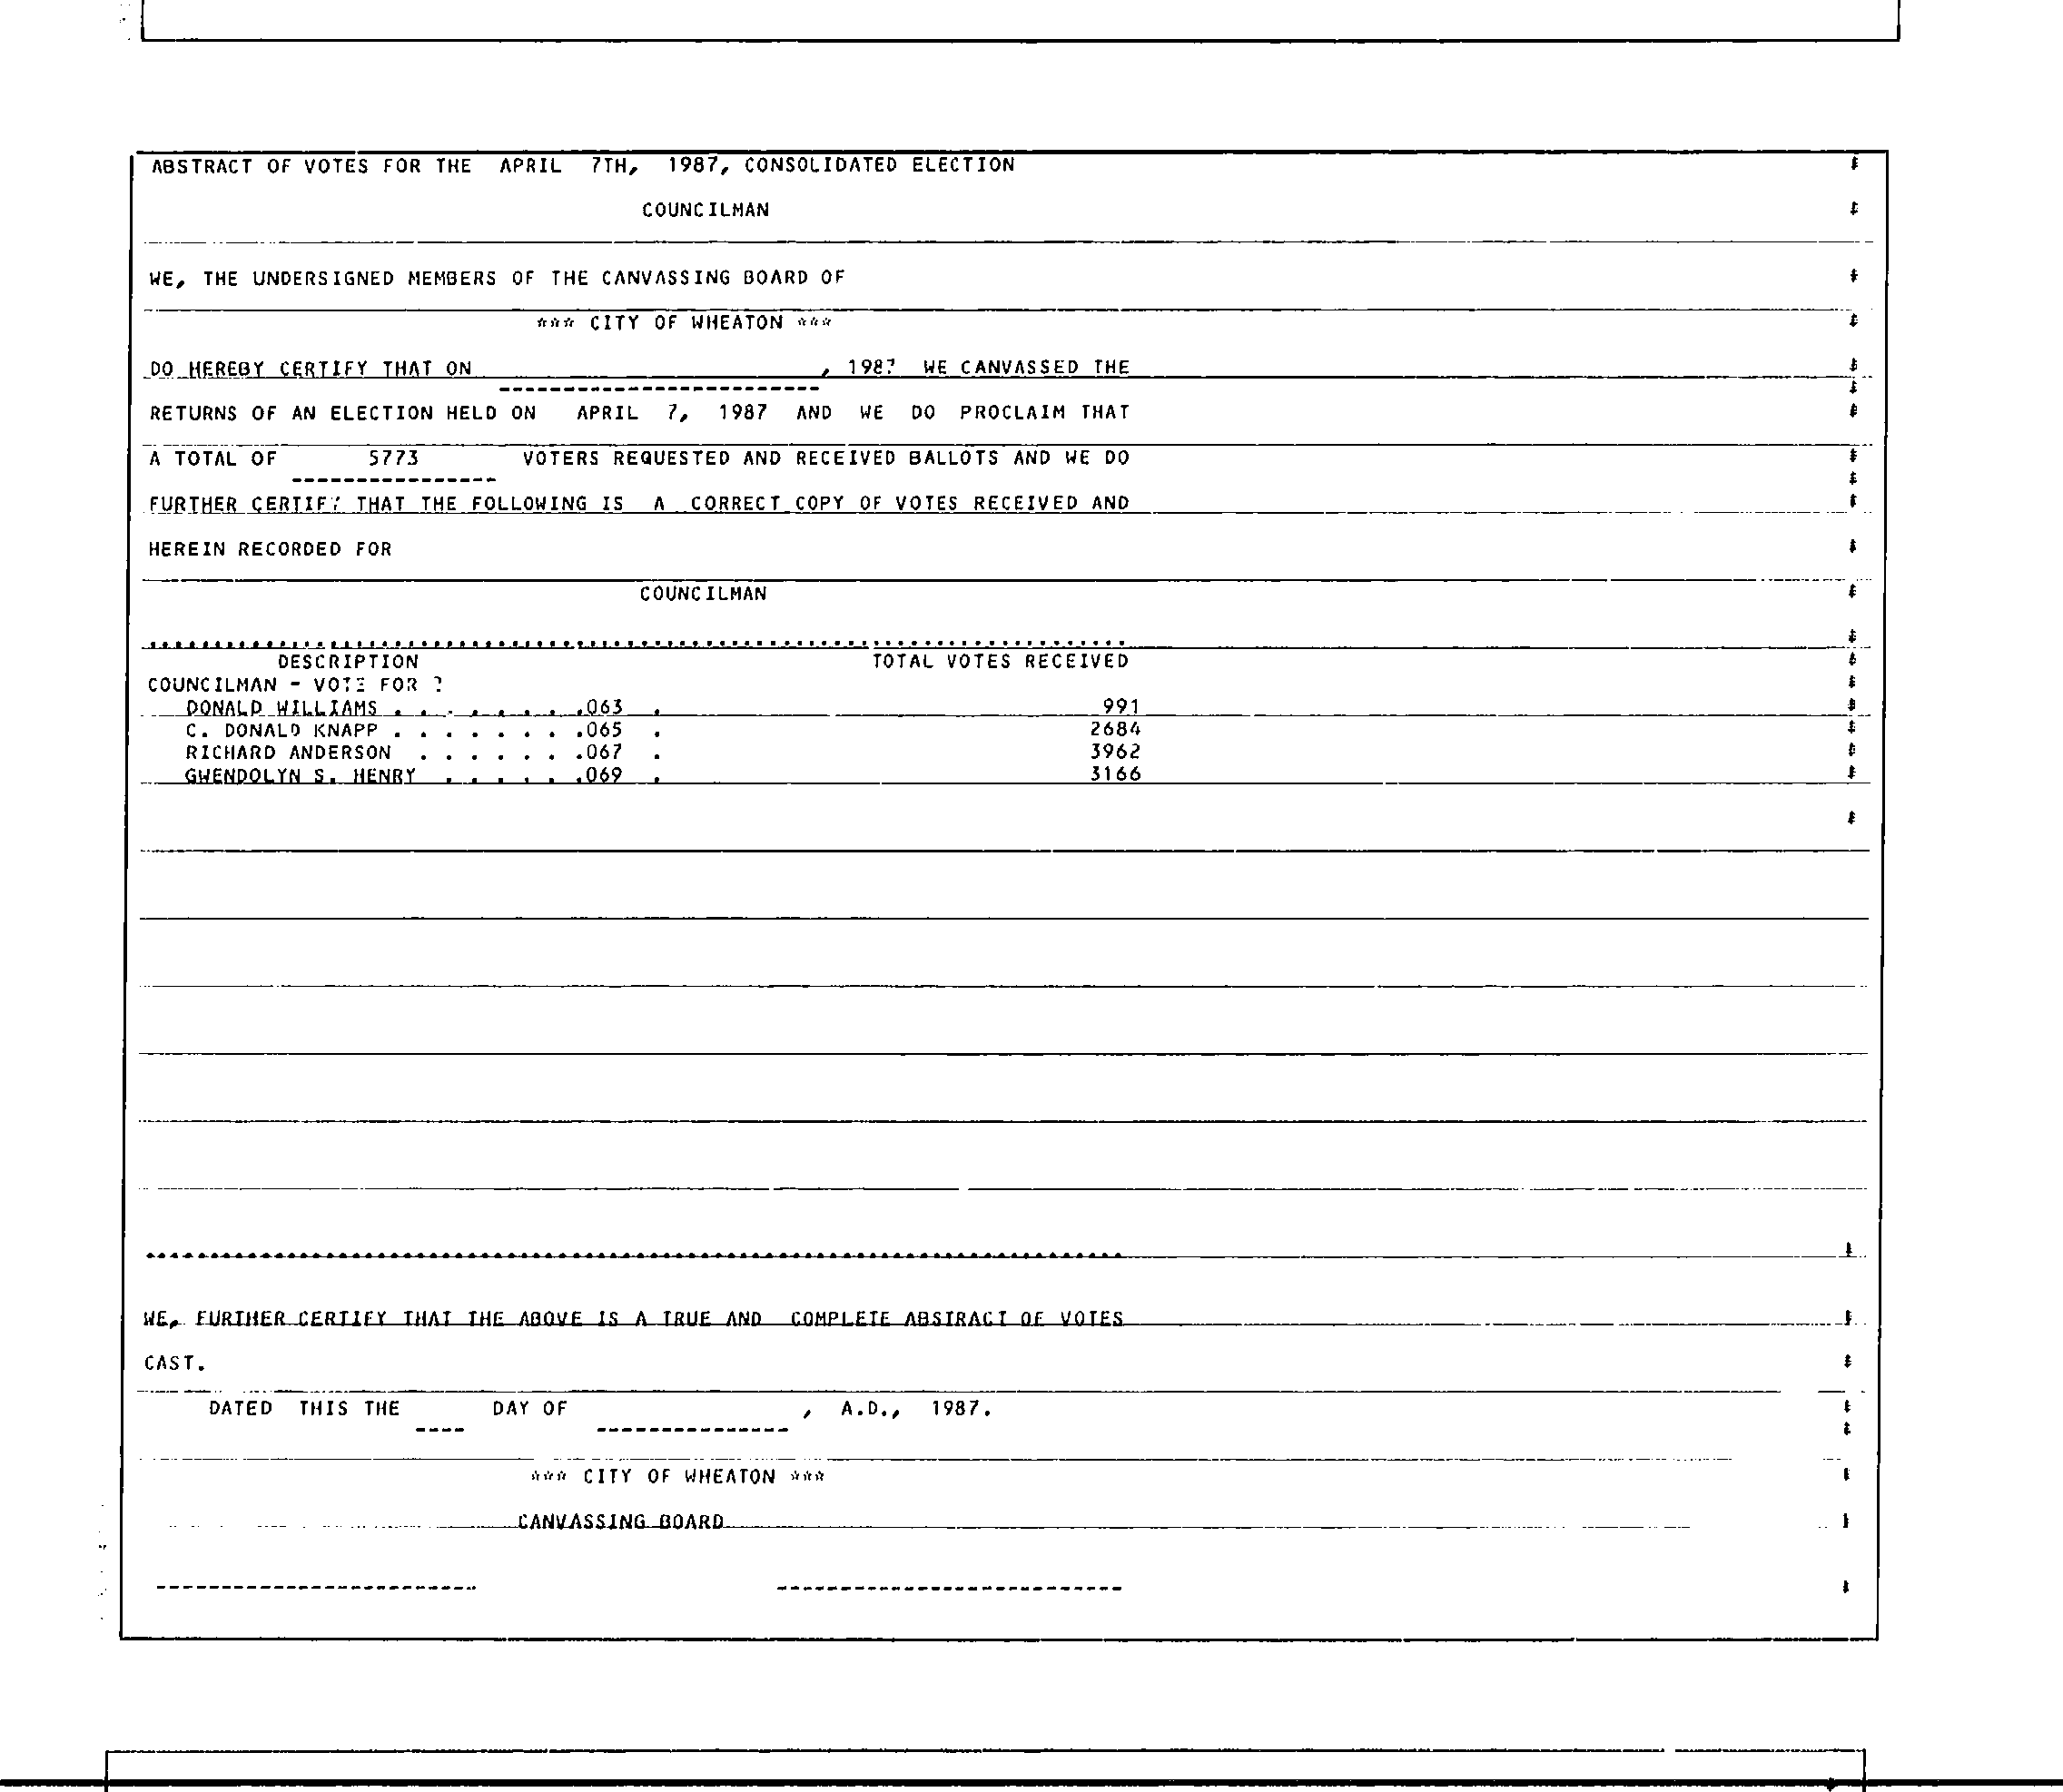 ABSTRACT OF VOTES FOR THE APRIL 7TH, 1987, CONSOLIDATED ELECTION
COUNCILMAN
WE, THE UNDERSIGNED MEMBERS OF THE CANVASSING BOARD OF
*** CITY OF WHEATON ***
DO HEREBY CERTIFY THAT ON , 1987 WE CANVASSED THE
RETURNS OF AN ELECTION HELD ON APRIL 7, 1987 AND WE DO PROCLAIM THAT
A TOTAL OF 5773 VOTERS REQUESTED AND RECEIVED BALLOTS AND WE DO
FURTHER CERTIFY THAT THE FOLLOWING IS A CORRECT COPY OF VOTES RECEIVED AND
HEREIN RECORDED FOR
COUNCILMAN
DESCRIPTION TOTAL VOTES RECEIVED
COUNCILMAN - VOTE FOR
DONALD WILLIAMS . . . . . . . .063 . 991
C. DONALD KNAPP . . . . . . . .065 . 2684
RICHARD ANDERSON . . . . . . .067 . 3962
GWENDOLYN S. HENRY . . . . . .069 . 3166
WE, FURTHER CERTIFY THAT THE ABOVE IS A TRUE AND COMPLETE ABSTRACT OF VOTES
CAST.
DATED THIS THE ---- DAY OF --------------- , A.D., 1987.
*** CITY OF WHEATON ***
CANVASSING BOARD